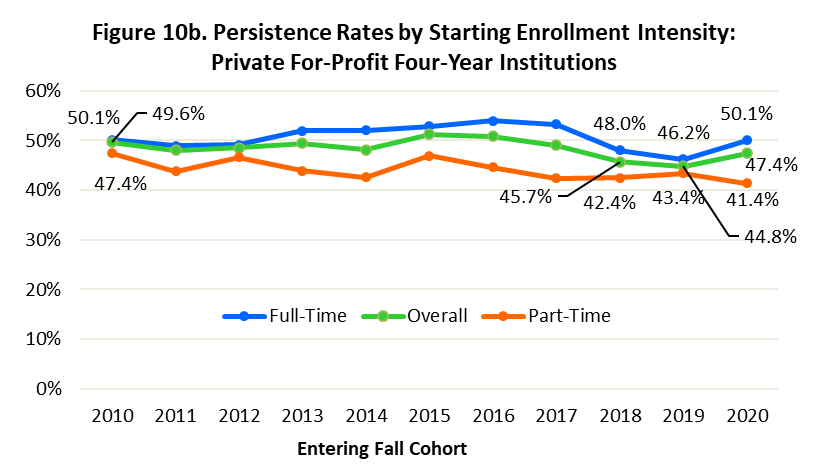 Figure 10b. Persistence Rates by Starting Enrollment Intensity:
Private For-Profit Four-Year Institutions
60%
50.1%
49.6%
48.0%
46.2%
50.1%
50%
47.4%
47.4%
40%
45.7%
42.4%
43.4%
41.4%
44.8%
30%
20%
Full-Time
Overall
Part-Time
10%
0%
2010 2011 2012 2013 2014 2015 2016 2017 2018 2019 2020
Entering Fall Cohort